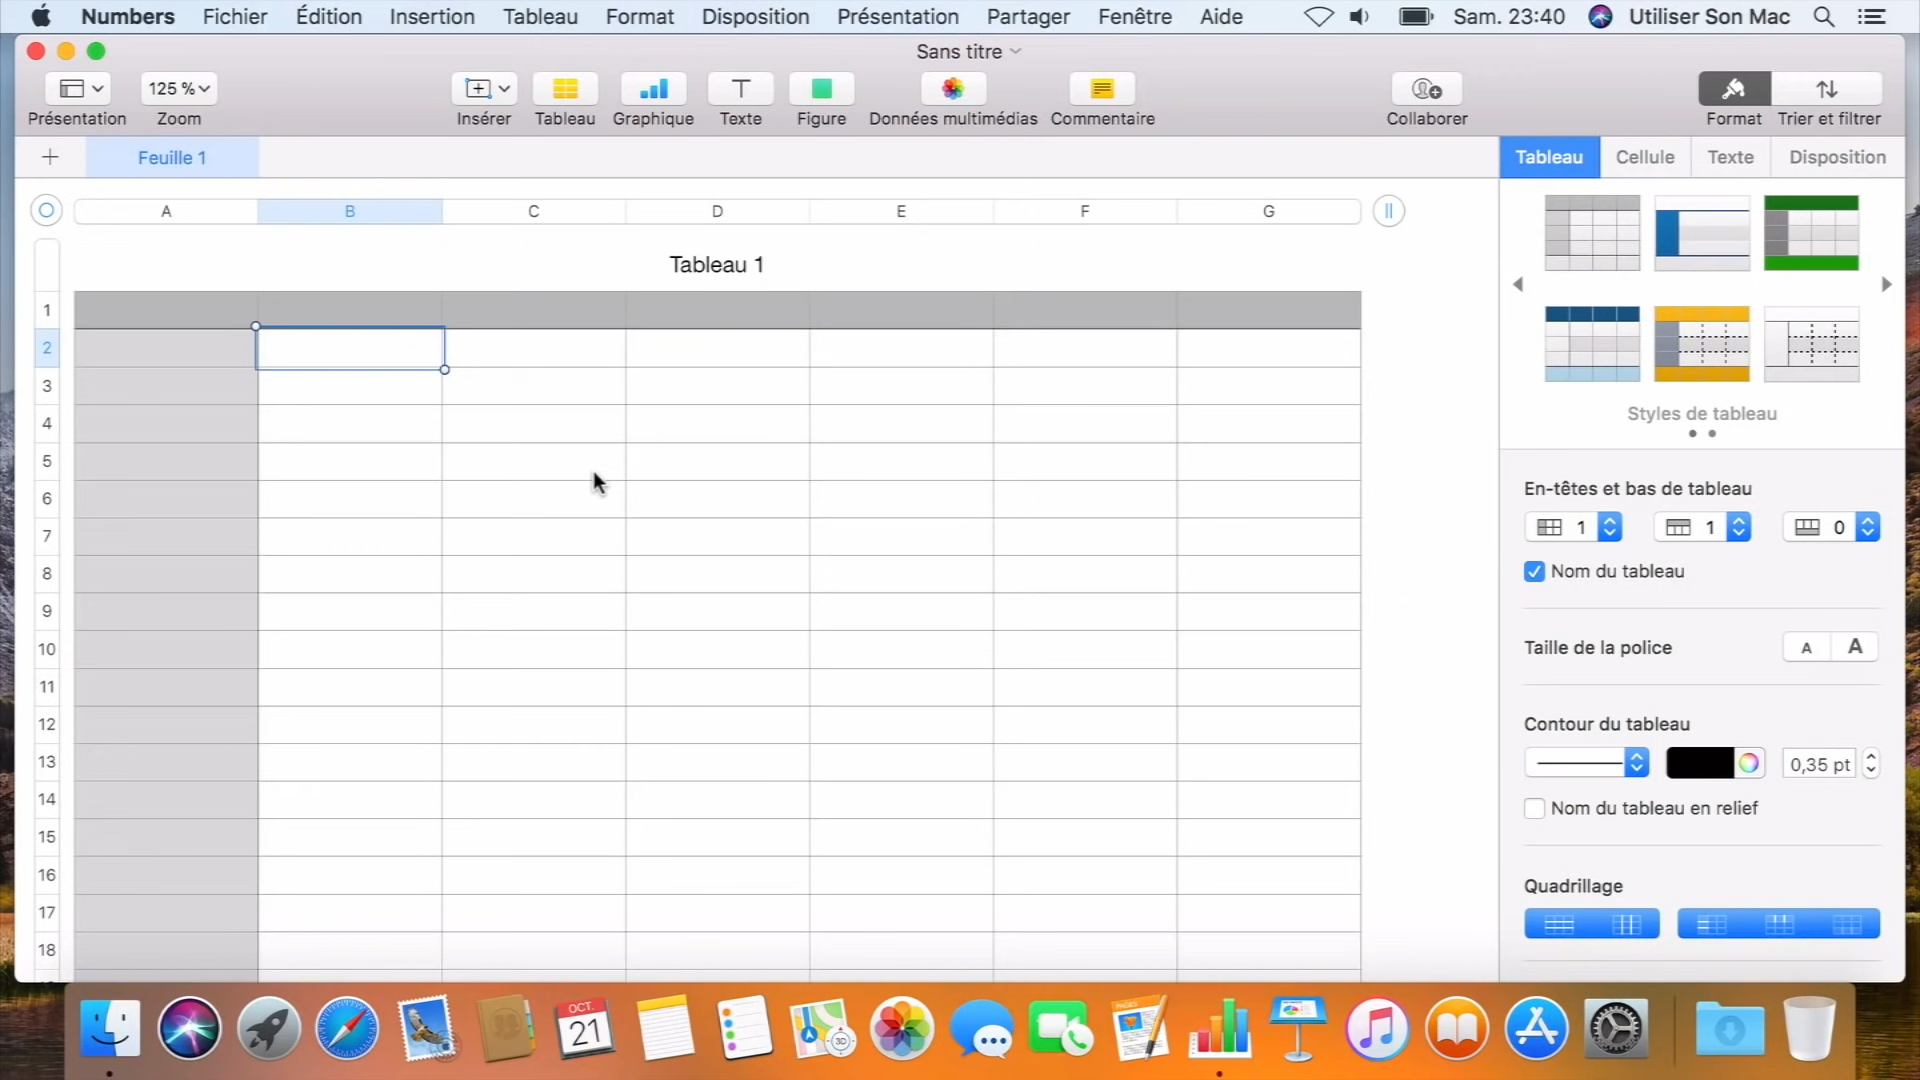 Numbers Fichier Édition Insertion Tableau Format Disposition Présentation Partager Fenêtre Aide Sam. 23:40 Utiliser Son Mac
Sans titre
125 %
Présentation Zoom Insérer Tableau Graphique Texte Figure Données multimédias Commentaire Collaborer Format Trier et filtrer
Feuille 1
Tableau Cellule Texte Disposition
A B C D E F G
Tableau 1
1
2
3
4
5
6
7
8
9
10
11
12
13
14
15
16
17
18
Styles de tableau
En-têtes et bas de tableau
1 1 0
Nom du tableau
Taille de la police A A
Contour du tableau
0,35 pt
Nom du tableau en relief
Quadrillage
OCT.
21
PAGES
3D